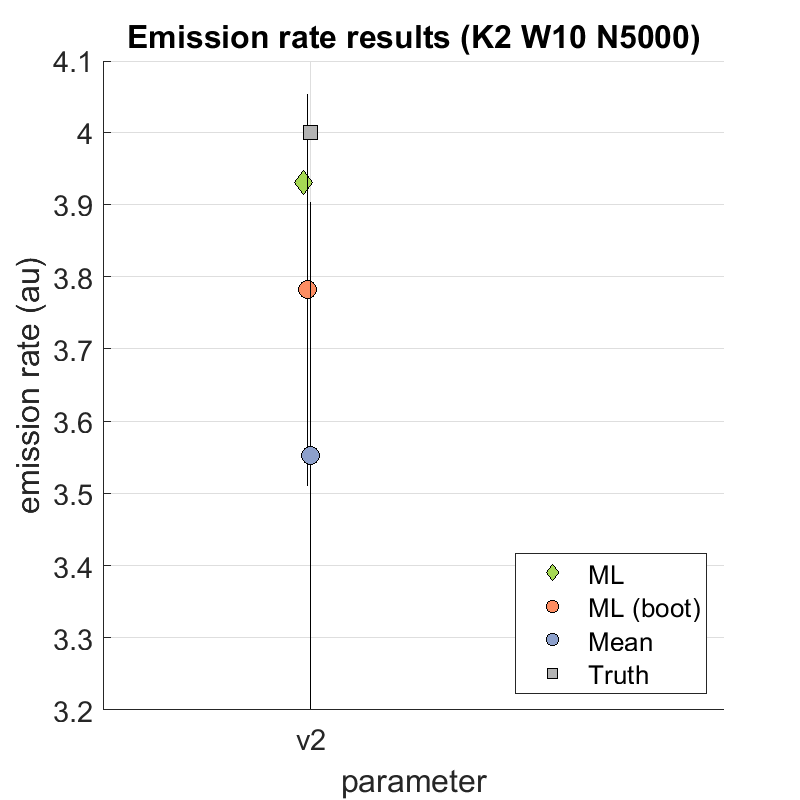 Emission rate results (K2 W10 N5000)
4.1
4
3.9
3.8
3.7
3.6
3.5
3.4
3.3
3.2
emission rate (au)
v2
parameter
ML
ML (boot)
Mean
Truth